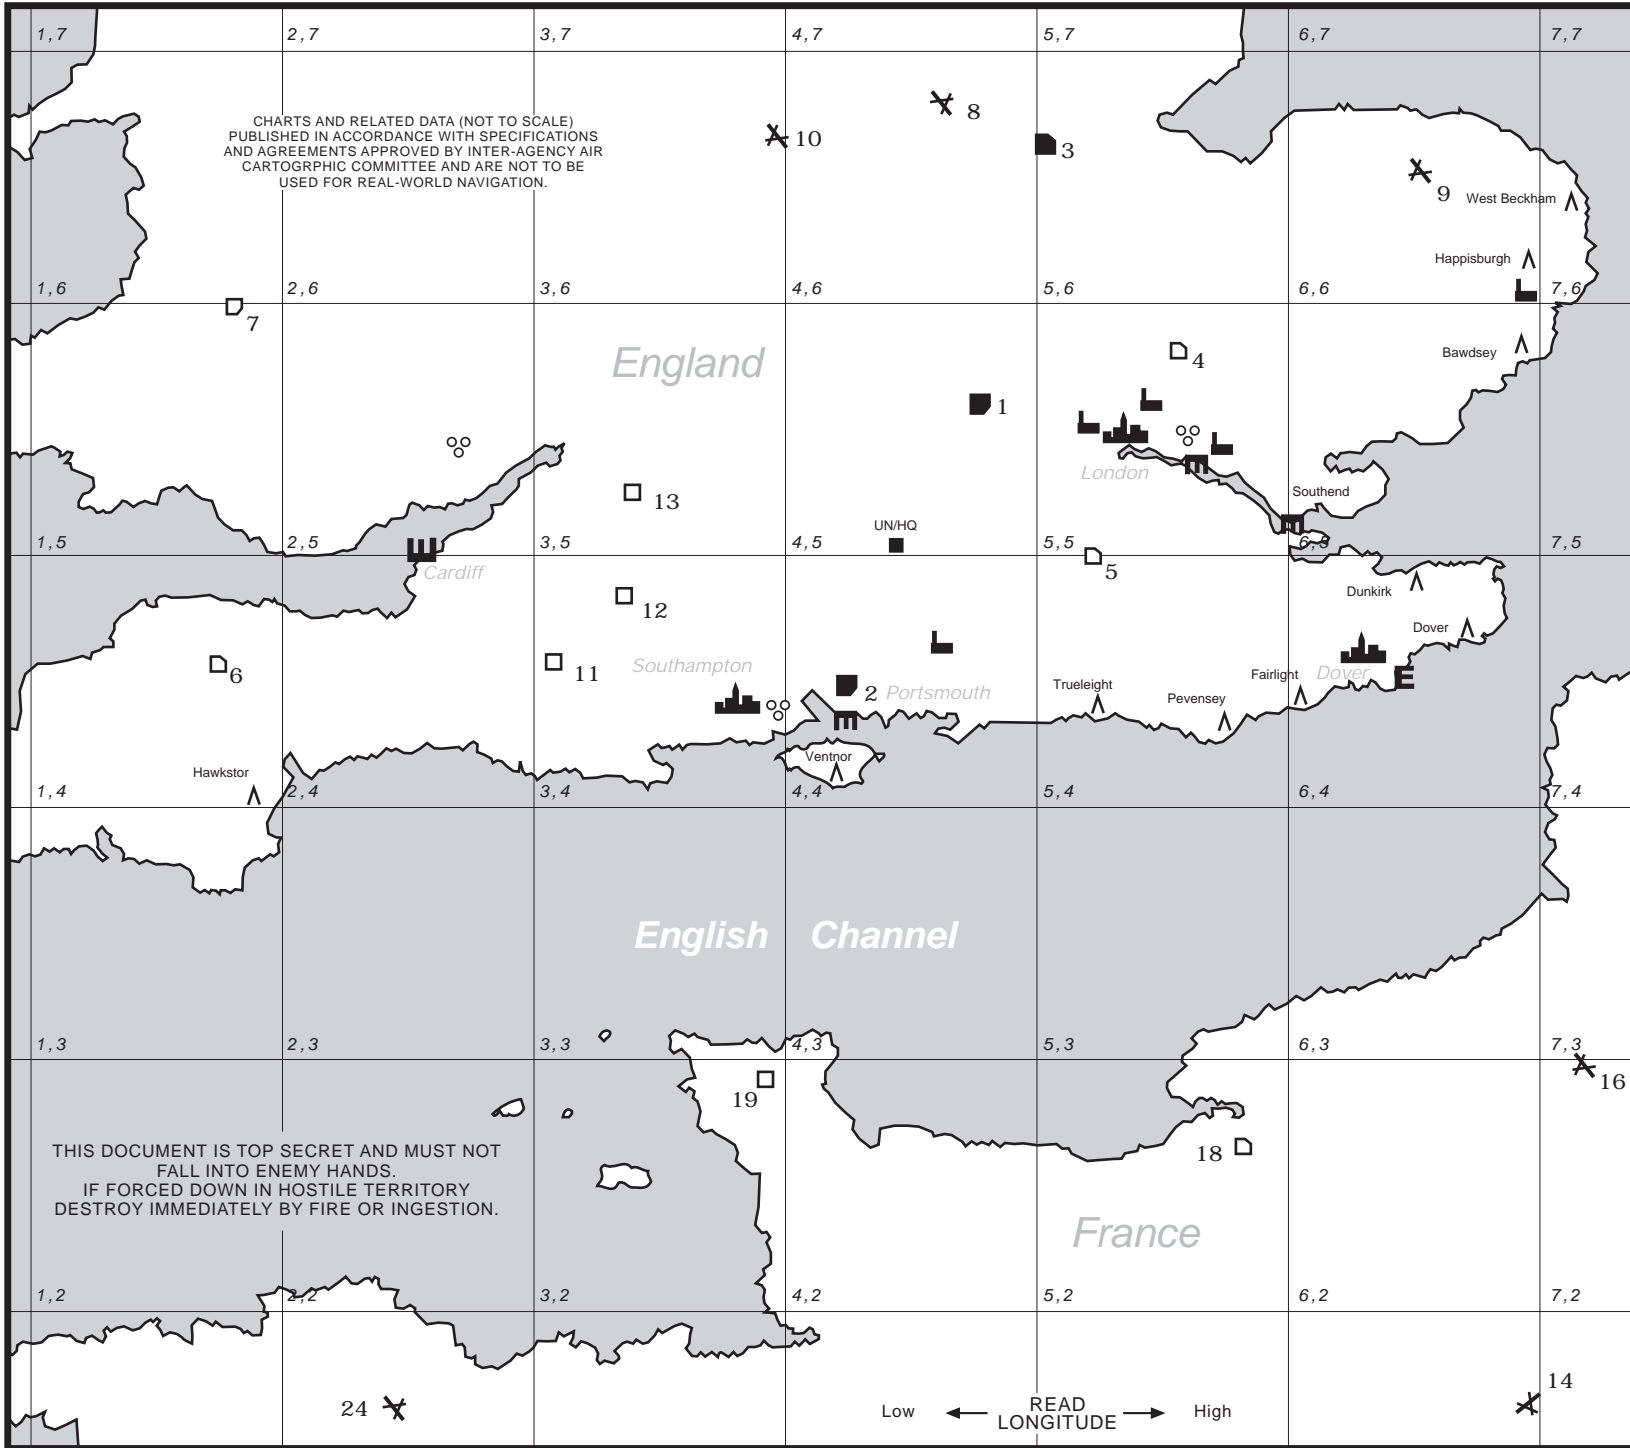 1,7 2,7 3,7 4,7 5,7 6,7 7,7
CHARTS AND RELATED DATA (NOT TO SCALE)
PUBLISHED IN ACCORDANCE WITH SPECIFICATIONS
AND AGREEMENTS APPROVED BY INTER-AGENCY AIR
CARTOGRPHIC COMMITTEE AND ARE NOT TO BE
USED FOR REAL-WORLD NAVIGATION.
8
10
3
9
West Beckham
Happisburgh
1,6 2,6 3,6 4,6 5,6 6,6 7,6
7
England
4
Bawdsey
1
London
13
Southend
UN/HQ
1,5 2,5 3,5 4,5 5,5 6,5 7,5
Cardiff
5
Dunkirk
12
Dover
Southampton
11
6
Fairlight
Dover
Trueleight
2
Portsmouth
Pevensey
Ventnor
Hawkstor
1,4 2,4 3,4 4,4 5,4 6,4 7,4
English Channel
1,3 2,3 3,3 4,3 5,3 6,3 7,3
16
19
THIS DOCUMENT IS TOP SECRET AND MUST NOT
FALL INTO ENEMY HANDS.
IF FORCED DOWN IN HOSTILE TERRITORY
DESTROY IMMEDIATELY BY FIRE OR INGESTION.
18
France
1,2 2,2 3,2 4,2 5,2 6,2 7,2
14
24
Low READ High
LONGITUDE